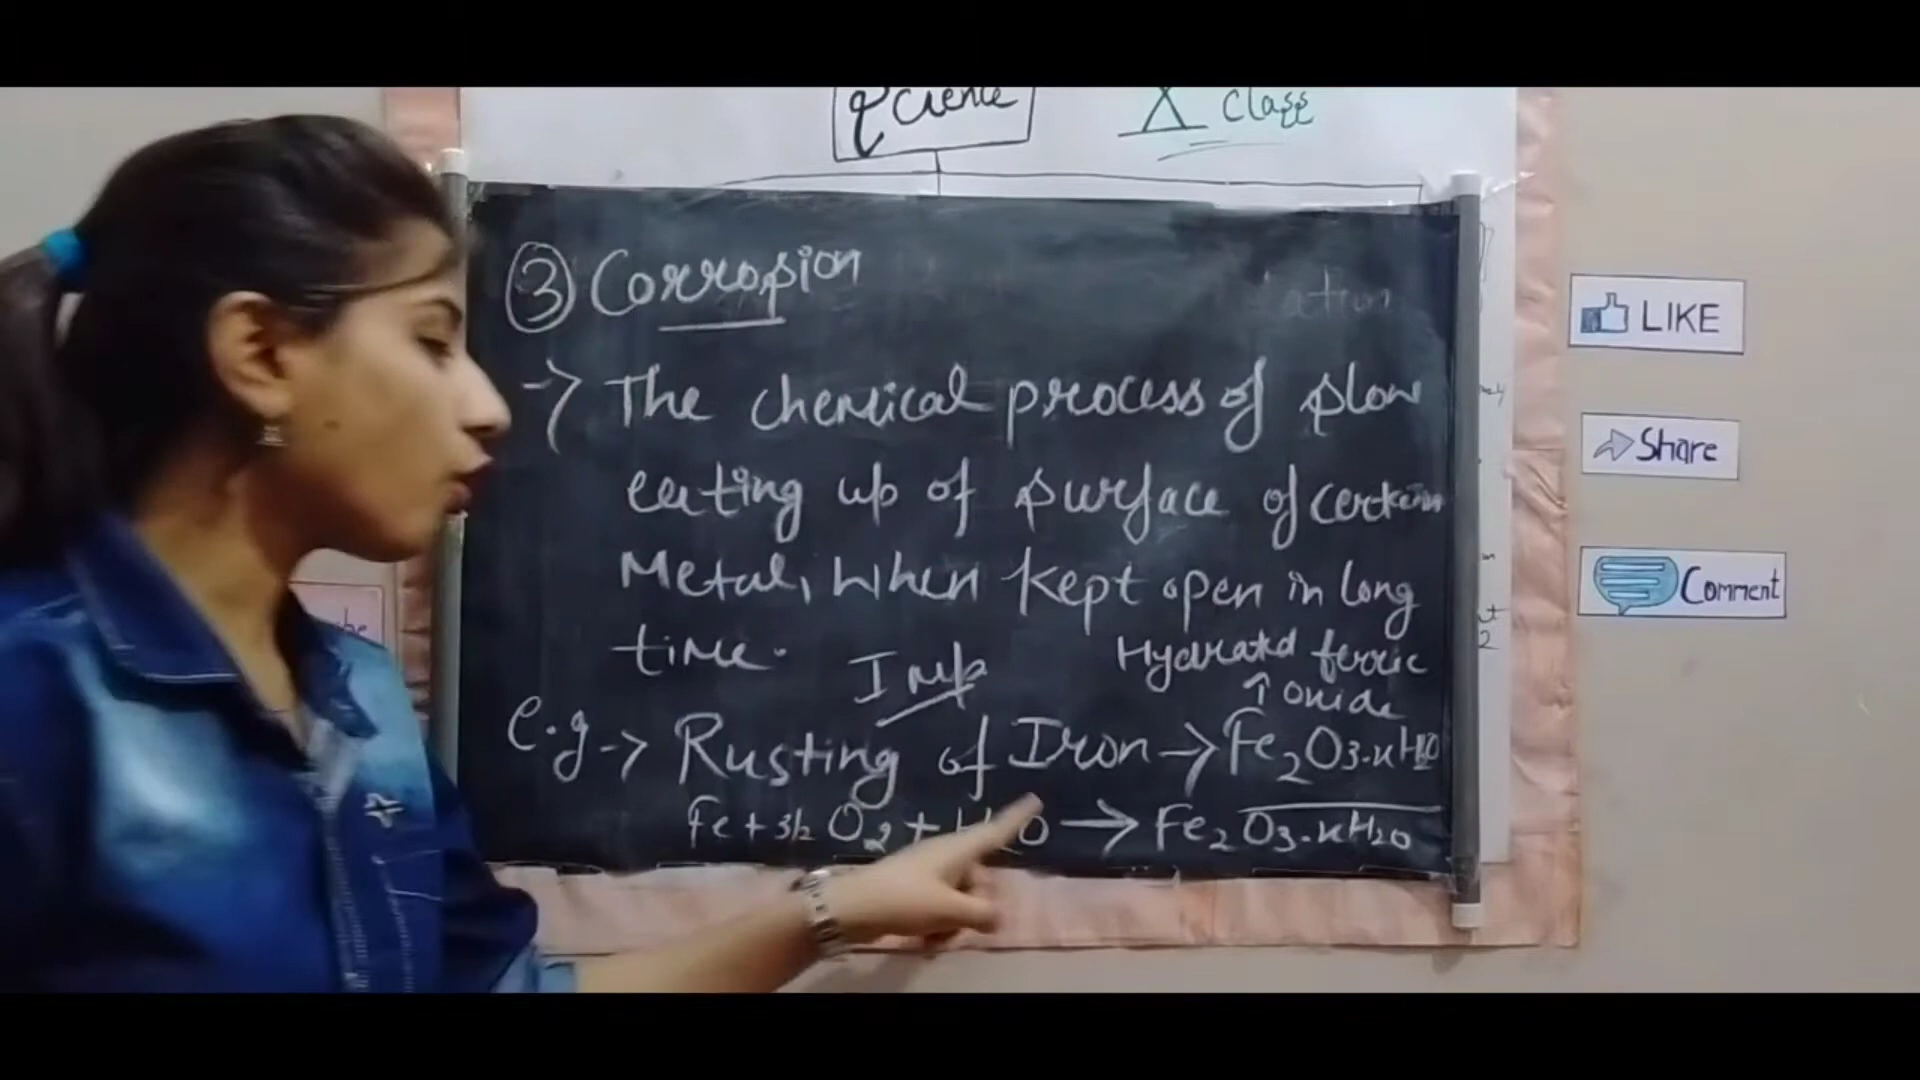 Science
X Class
③ Corrosion
→ The chemical process of slow
eating up of surface of certain
Metal, when kept open in long
time.
Imp
Hydrated ferric
↑ oxide
e.g → Rusting of Iron → Fe2O3.xH2O
Fe + 3/2 O2 + H2O → Fe2O3.xH2O
LIKE
Share
Comment